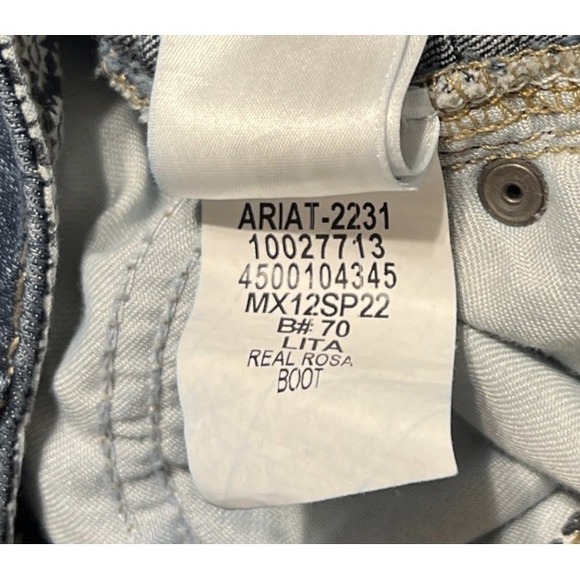 ARIAT-2231
10027713
4500104345
MX12SP22
B#: 70
LITA
REAL ROSA
BOOT